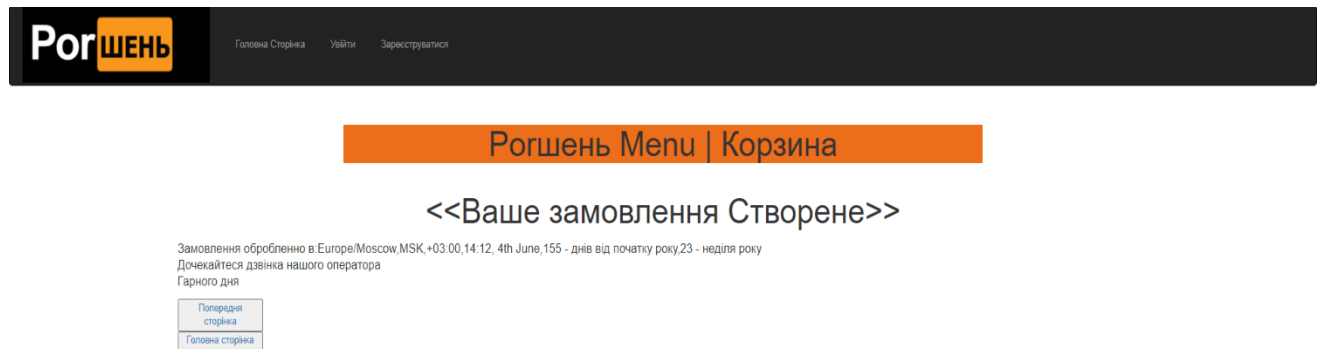 Рогшень
Головна Сторінка Увійти Зареєструватися
Рогшень Menu | Корзина
<<Ваше замовлення Створене>>
Замовлення обробленно в:Europe/Moscow,MSK,+03:00,14:12, 4th June,155 - днів від початку року,23 - неділя року
Дочекайтеся дзвінка нашого оператора
Гарного дня
Попередня
сторінка
Головна сторінка